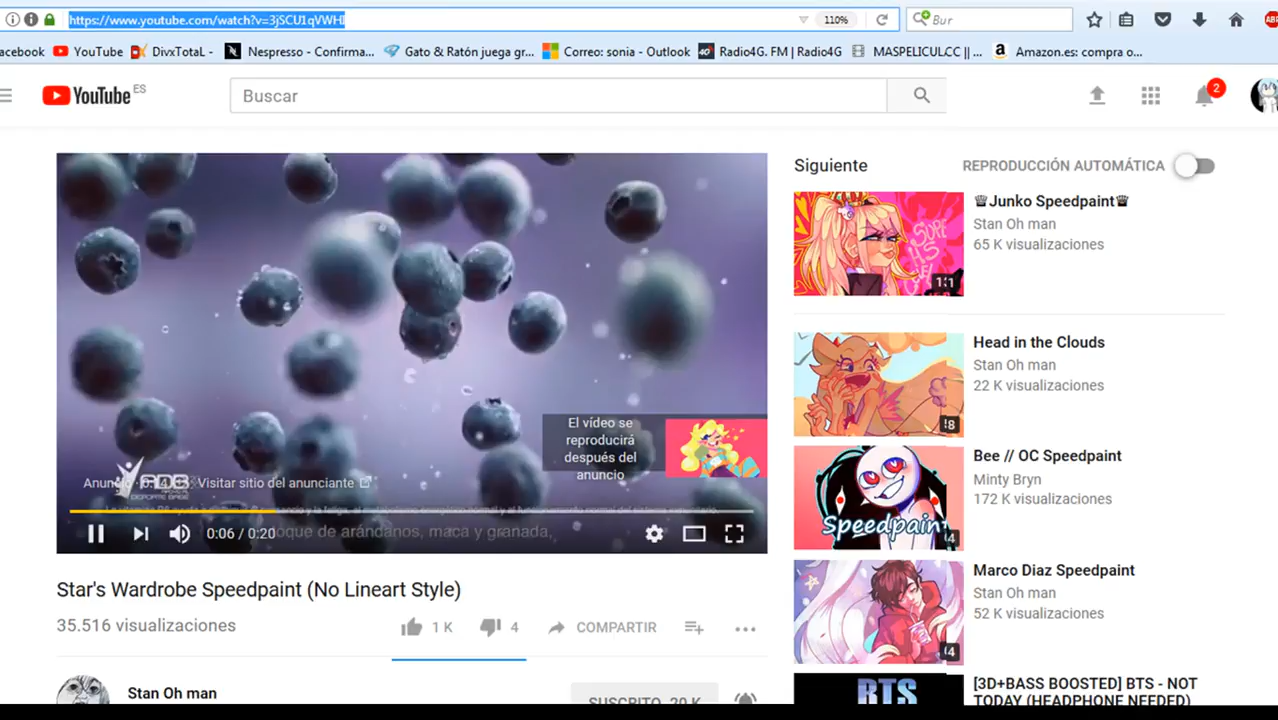 https://www.youtube.com/watch?v=3jSCU1qVWHI
110%
Bur
acebook
YouTube
DivxTotaL -
Nespresso - Confirma...
Gato & Ratón juega gr...
Correo: sonia - Outlook
Radio4G. FM | Radio4G
MASPELICUL.CC || ...
Amazon.es: compra o...
YouTube ES
Buscar
2
Siguiente
REPRODUCCIÓN AUTOMÁTICA
♕Junko Speedpaint♕
Stan Oh man
65 K visualizaciones
Head in the Clouds
Stan Oh man
22 K visualizaciones
Bee // OC Speedpaint
Minty Bryn
172 K visualizaciones
Speedpaint
Marco Diaz Speedpaint
Stan Oh man
52 K visualizaciones
[3D+BASS BOOSTED] BTS - NOT
TODAY (HEADPHONE NEEDED)
BTS
El vídeo se
reproducirá
después del
anuncio
Visitar sitio del anunciante
oque de arándanos, maca y granada,
0:06 / 0:20
Star's Wardrobe Speedpaint (No Lineart Style)
35.516 visualizaciones
1 K
4
COMPARTIR
Stan Oh man
SUSCRITO 20 K